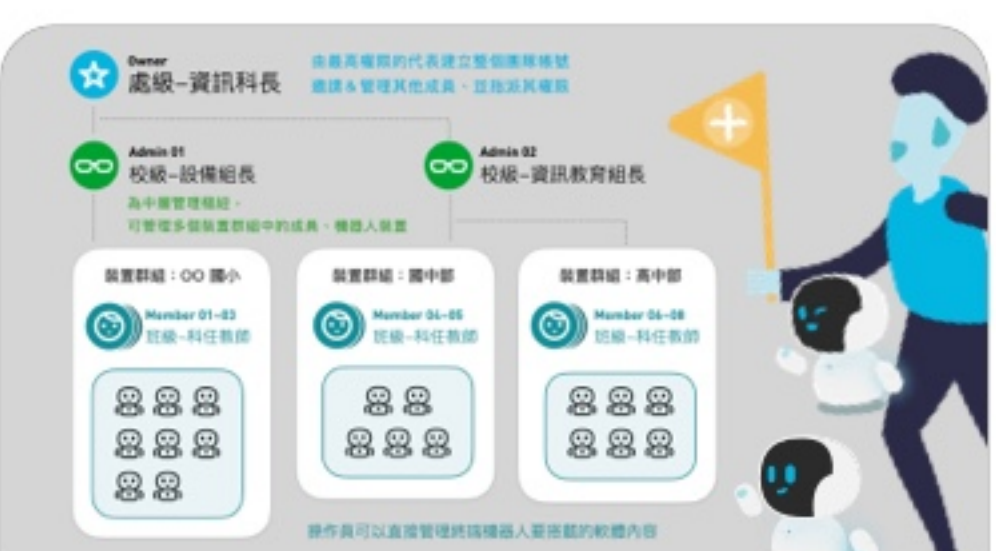 Owner
處級-資訊科長
由最高權限的代表建立整個團隊帳號
邀請&管理其他成員、並指派其權限
Admin 01
校級-設備組長
Admin 02
校級-資訊教育組長
為中層管理樞紐，
可管理多個裝置群組中的成員、機器人裝置
裝置群組：OO 國小
裝置群組：國中部
裝置群組：高中部
Member 01-03
班級-科任教師
Member 04-05
班級-科任教師
Member 06-08
班級-科任教師
操作員可以直接管理終端機器人要搭載的軟體內容